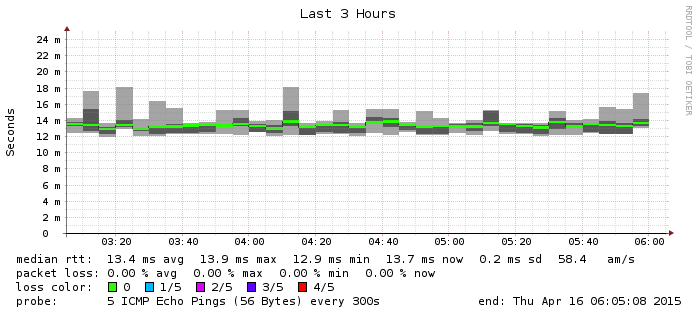 Last 3 Hours
RRDTOOL / TOBI OETIKER
Seconds
24 m
22 m
20 m
18 m
16 m
14 m
12 m
10 m
8 m
6 m
4 m
2 m
0
03:20 03:40 04:00 04:20 04:40 05:00 05:20 05:40 06:00
median rtt: 13.4 ms avg 13.9 ms max 12.9 ms min 13.7 ms now 0.2 ms sd 58.4 am/s
packet loss: 0.00 % avg 0.00 % max 0.00 % min 0.00 % now
loss color: 0 1/5 2/5 3/5 4/5
probe: 5 ICMP Echo Pings (56 Bytes) every 300s end: Thu Apr 16 06:05:08 2015